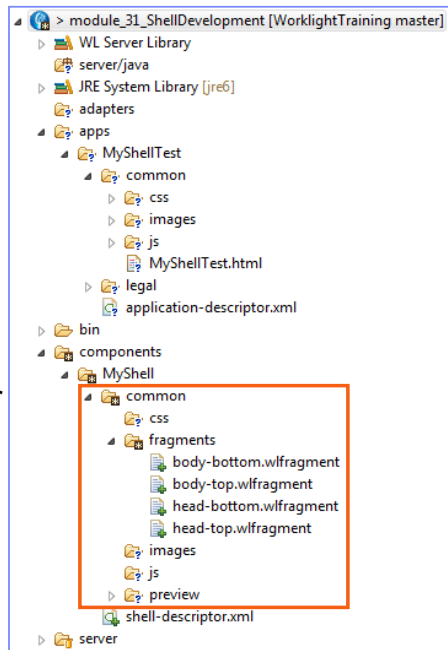 > module_31_ShellDevelopment [WorklightTraining master]
WL Server Library
server/java
JRE System Library [jre6]
adapters
apps
MyShellTest
common
css
images
js
MyShellTest.html
legal
application-descriptor.xml
bin
components
MyShell
common
css
fragments
body-bottom.wlfragment
body-top.wlfragment
head-bottom.wlfragment
head-top.wlfragment
images
js
preview
shell-descriptor.xml
server